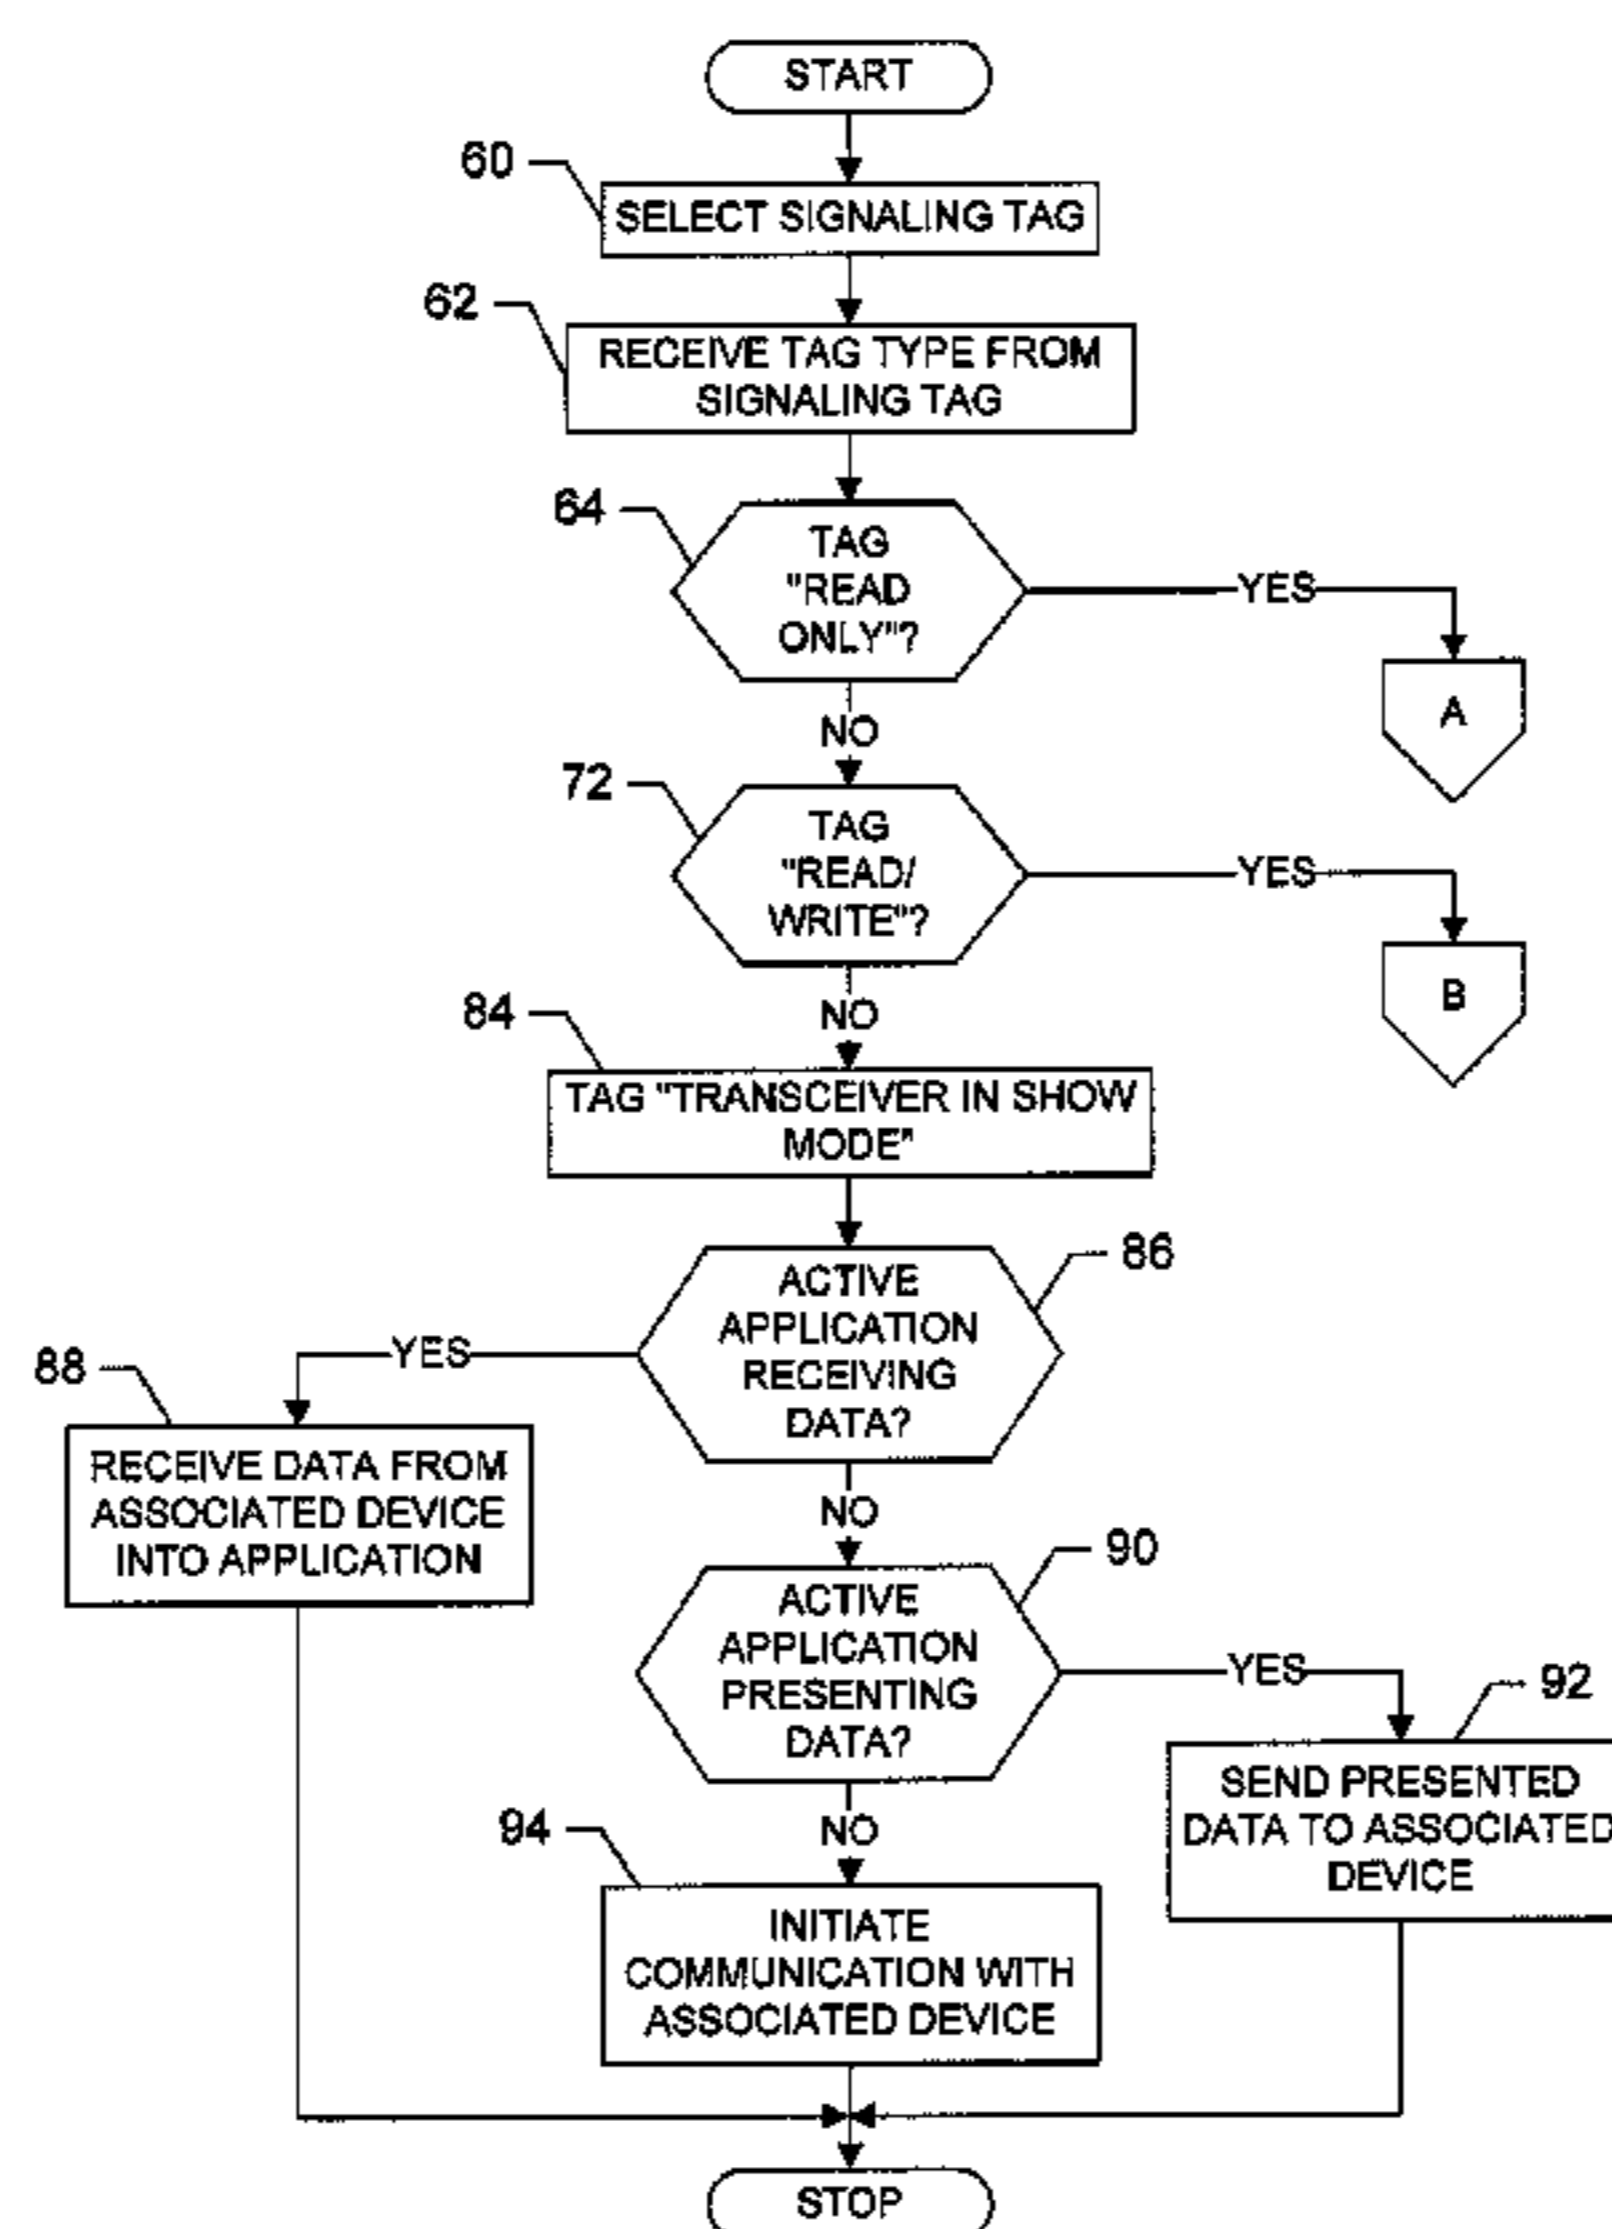 START
60
SELECT SIGNALING TAG
62
RECEIVE TAG TYPE FROM
SIGNALING TAG
64
TAG
"READ
ONLY"?
YES
A
NO
72
TAG
"READ/
WRITE"?
YES
B
NO
84
TAG "TRANSCEIVER IN SHOW
MODE"
86
ACTIVE
APPLICATION
RECEIVING
DATA?
YES
88
RECEIVE DATA FROM
ASSOCIATED DEVICE
INTO APPLICATION
NO
90
ACTIVE
APPLICATION
PRESENTING
DATA?
YES
92
SEND PRESENTED
DATA TO ASSOCIATED
DEVICE
NO
94
INITIATE
COMMUNICATION WITH
ASSOCIATED DEVICE
STOP